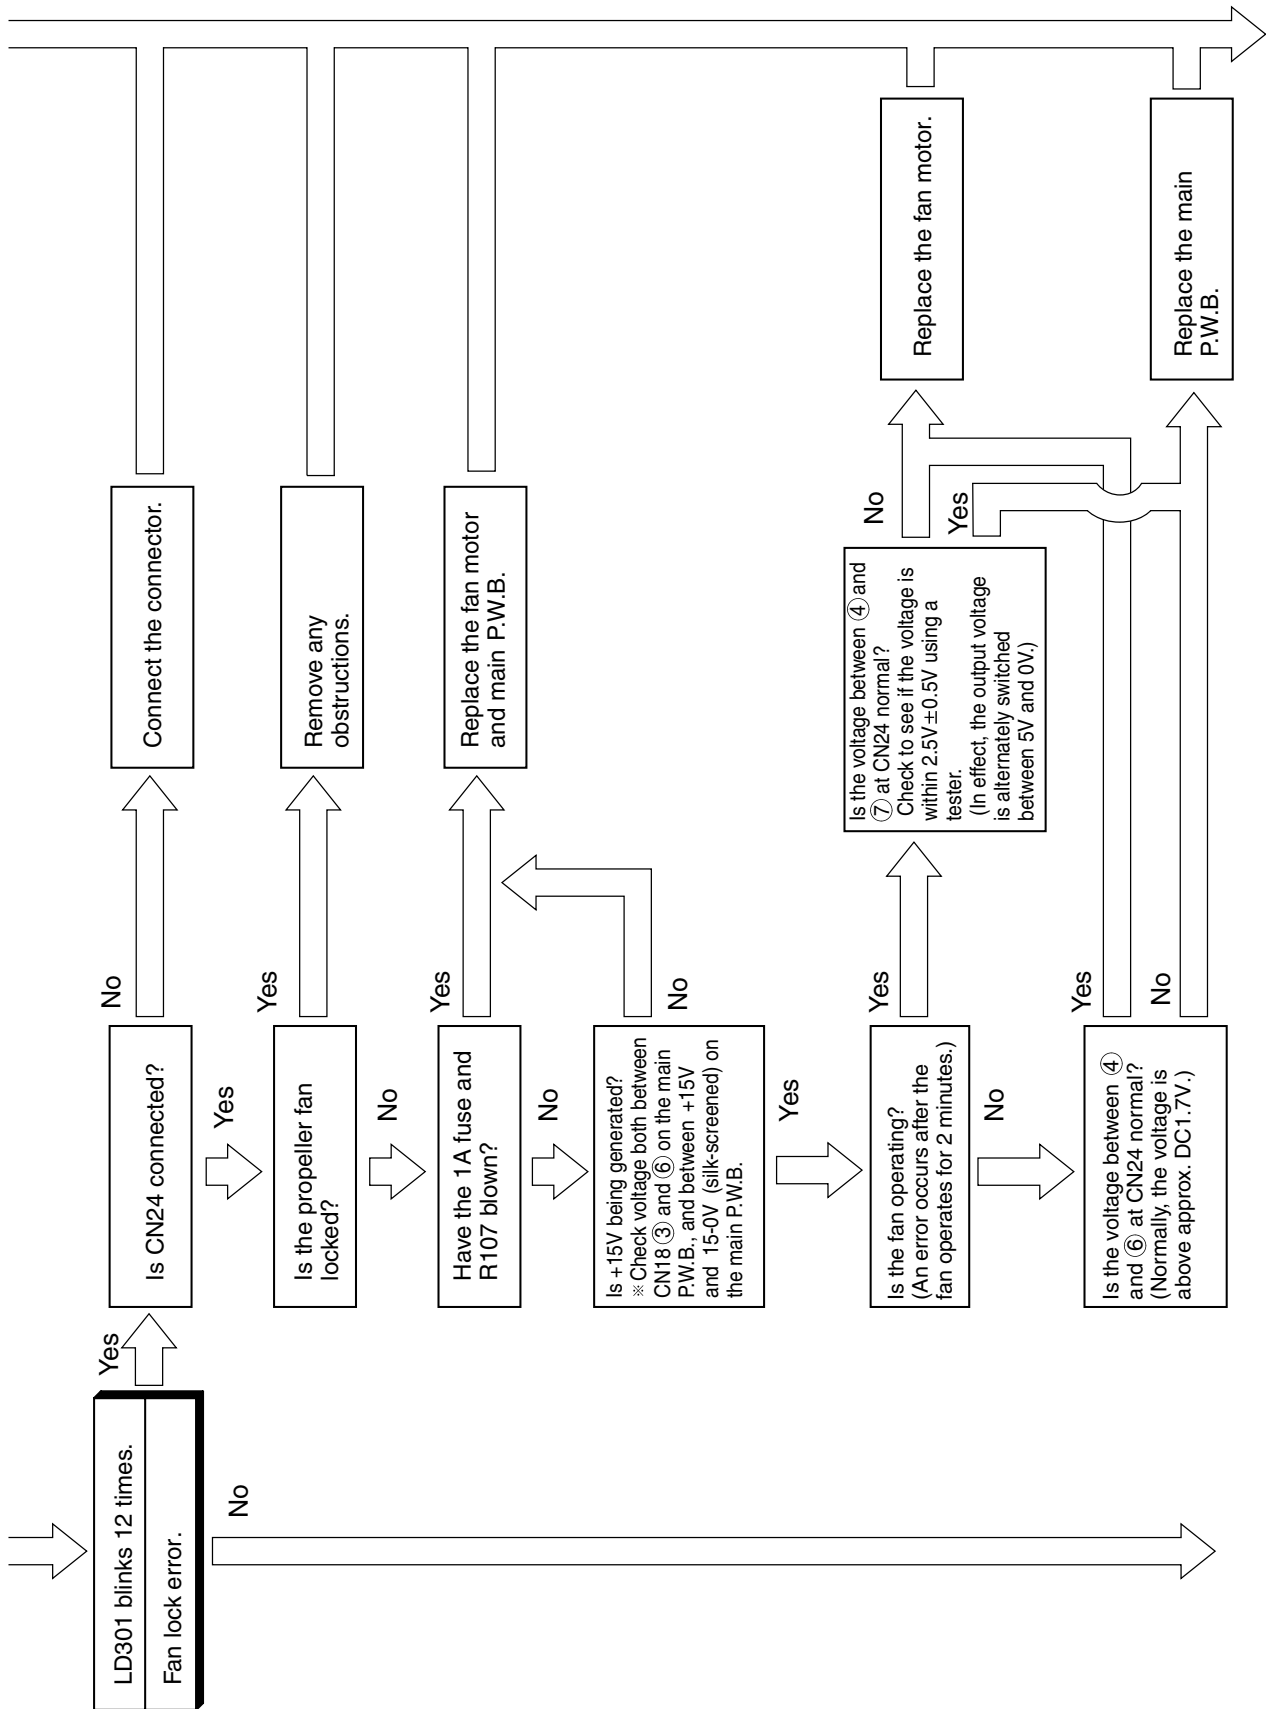 LD301 blinks 12 times.
Fan lock error.
Yes
No
Is CN24 connected?
No
Connect the connector.
Yes
Is the propeller fan
locked?
Yes
Remove any
obstructions.
No
Have the 1A fuse and
R107 blown?
Yes
Replace the fan motor
and main P.W.B.
No
Is +15V being generated?
※Check voltage both between
CN18③ and ⑥ on the main
P.W.B., and between +15V
and 15-0V (silk-screened) on
the main P.W.B.
No
Yes
Is the fan operating?
(An error occurs after the
fan operates for 2 minutes.)
Yes
Is the voltage between ④ and
⑦ at CN24 normal?
Check to see if the voltage is
within 2.5V±0.5V using a
tester.
(In effect, the output voltage
is alternately switched
between 5V and 0V.)
No
Yes
Replace the fan motor.
No
Is the voltage between ④
and ⑥ at CN24 normal?
(Normally, the voltage is
above approx. DC1.7V.)
Yes
No
Replace the main
P.W.B.